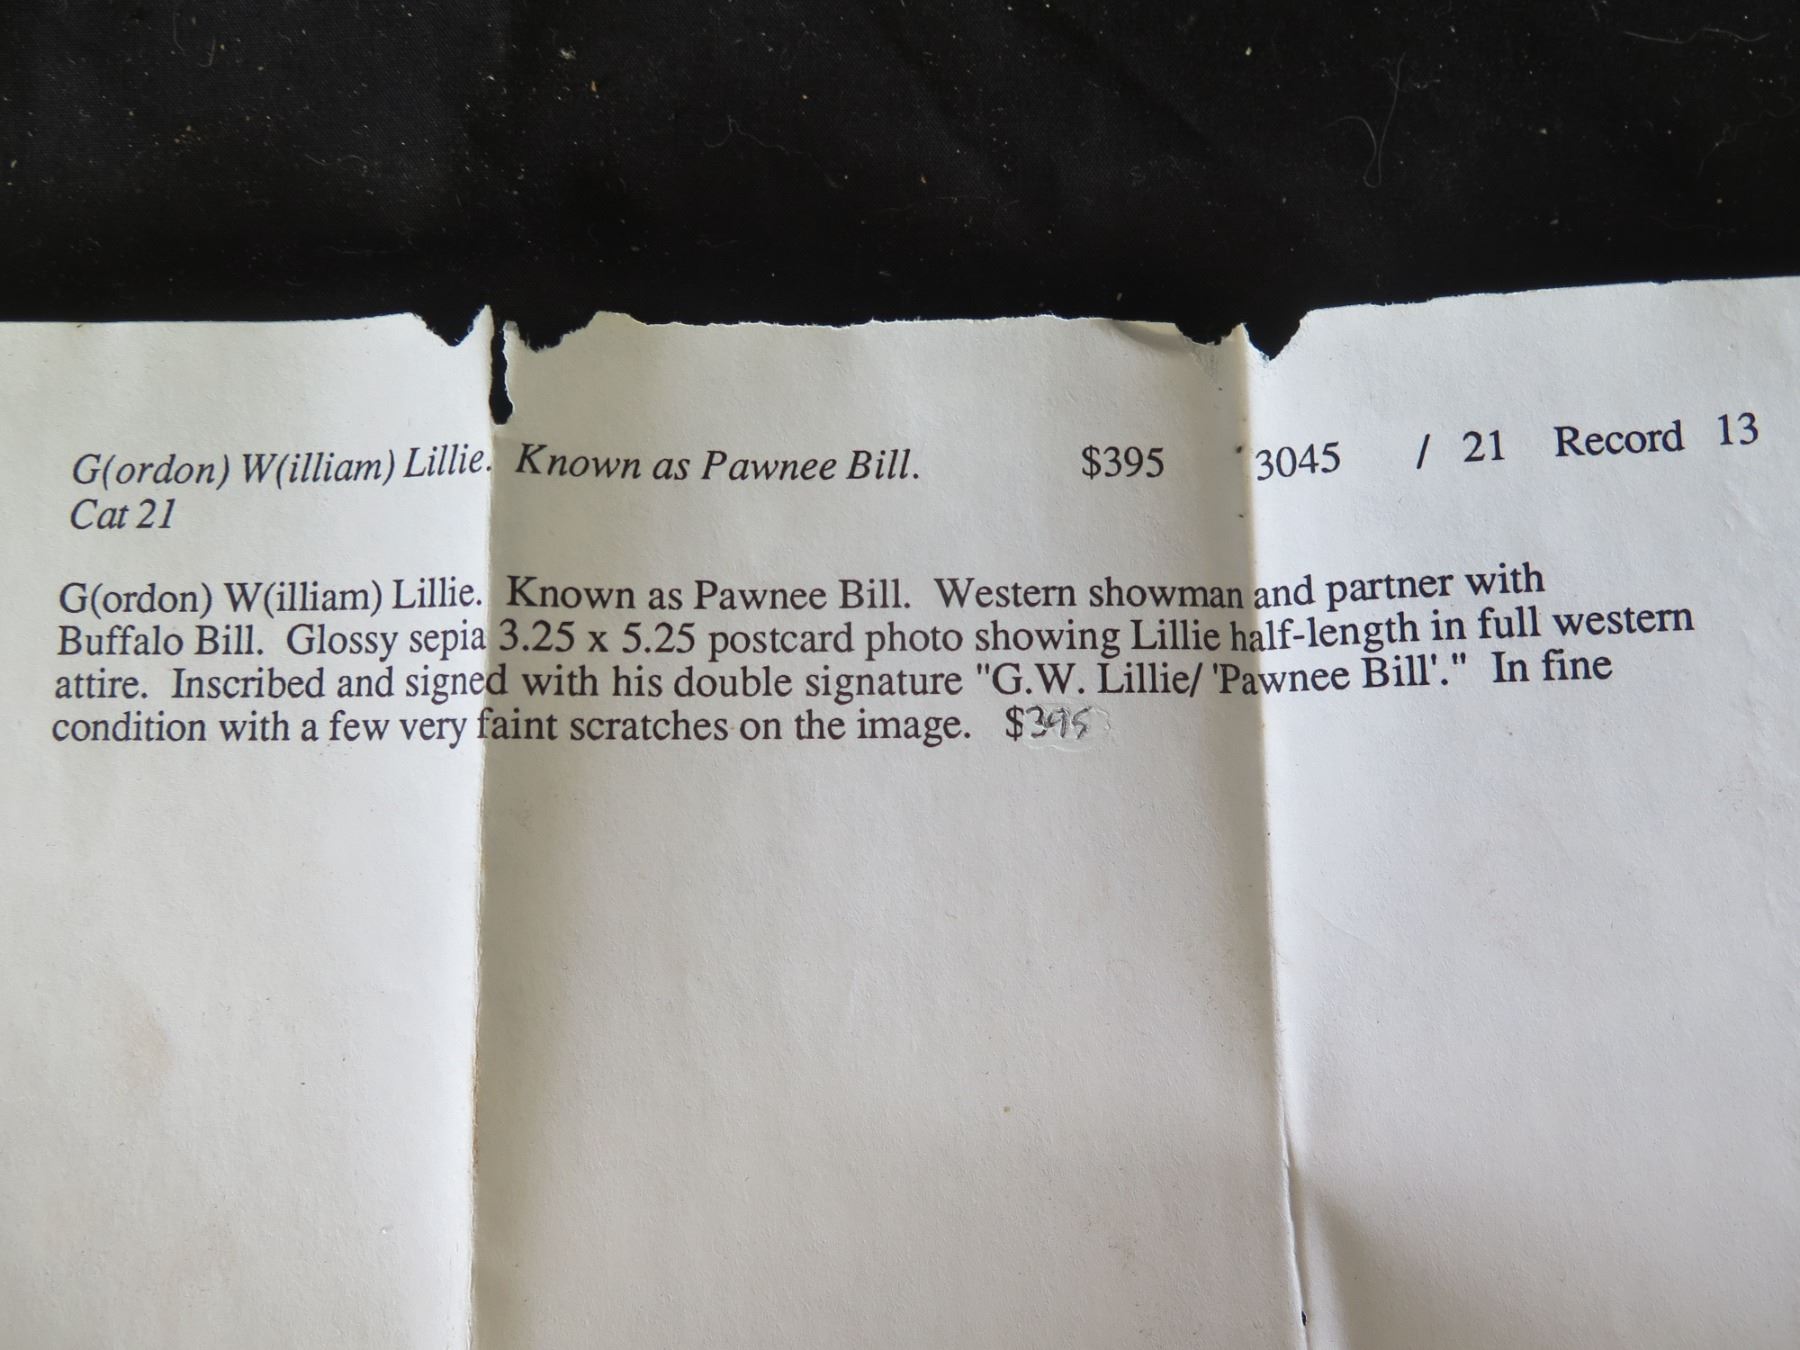 G(ordon) W(illiam) Lillie. Known as Pawnee Bill. $395 3045 / 21 Record 13
Cat 21
G(ordon) W(illiam) Lillie. Known as Pawnee Bill. Western showman and partner with
Buffalo Bill. Glossy sepia 3.25 x 5.25 postcard photo showing Lillie half-length in full western
attire. Inscribed and signed with his double signature "G.W. Lillie/ 'Pawnee Bill'." In fine
condition with a few very faint scratches on the image. $395